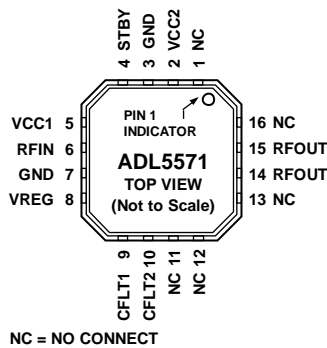 4 STBY
3 GND
2 VCC2
1 NC
PIN 1
INDICATOR
VCC1 5
RFIN 6
GND 7
VREG 8
16 NC
15 RFOUT
14 RFOUT
13 NC
ADL5571
TOP VIEW
(Not to Scale)
CFLT1 9
CFLT2 10
NC 11
NC 12
NC = NO CONNECT